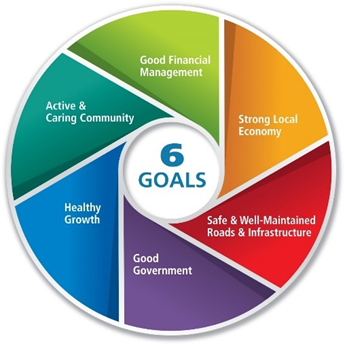 Good Financial
Management
Strong Local
Economy
Safe & Well-Maintained
Roads & Infrastructure
Good
Government
Healthy
Growth
Active &
Caring Community
6
GOALS